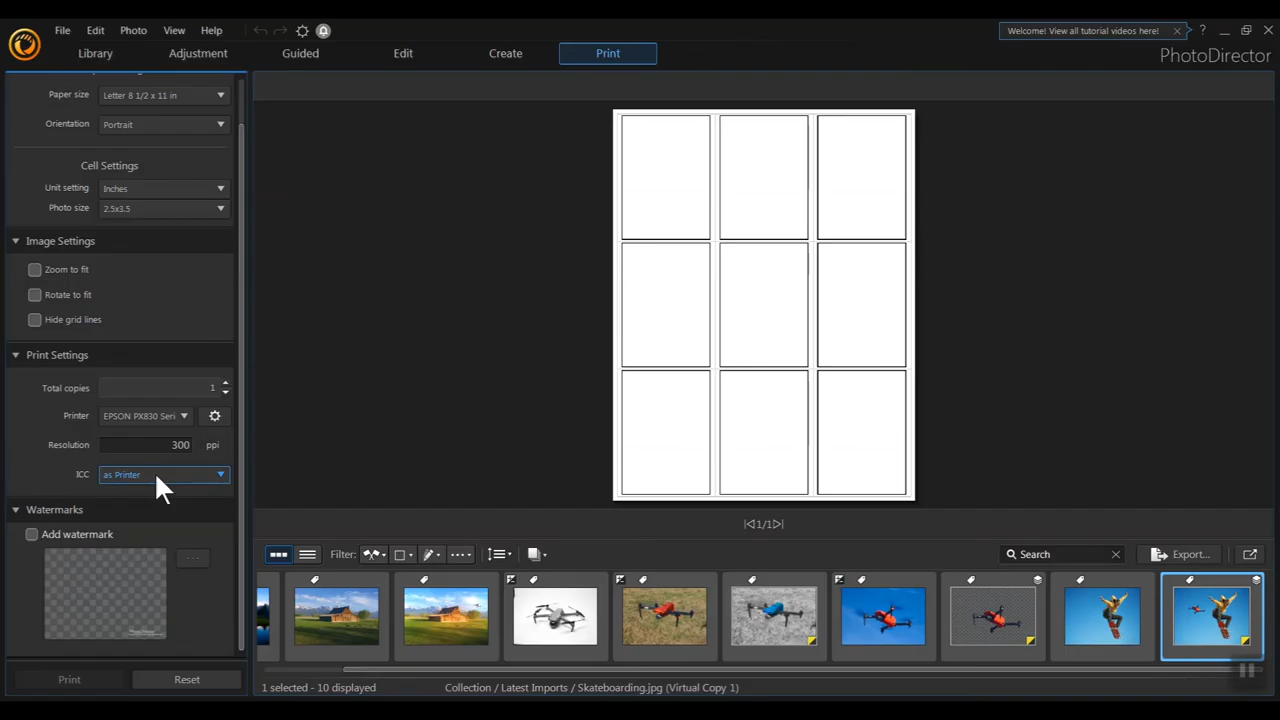 File Edit Photo View Help
Welcome! View all tutorial videos here!
Library Adjustment Guided Edit Create Print
PhotoDirector
Paper size Letter 8 1/2 x 11 in
Orientation Portrait
Cell Settings
Unit setting Inches
Photo size 2.5x3.5
Image Settings
Zoom to fit
Rotate to fit
Hide grid lines
Print Settings
Total copies 1
Printer EPSON PX830 Seri
Resolution 300 ppi
ICC as Printer
Watermarks
Add watermark
1/1
Filter: Search Export...
Print Reset
1 selected - 10 displayed Collection / Latest Imports / Skateboarding.jpg (Virtual Copy 1)